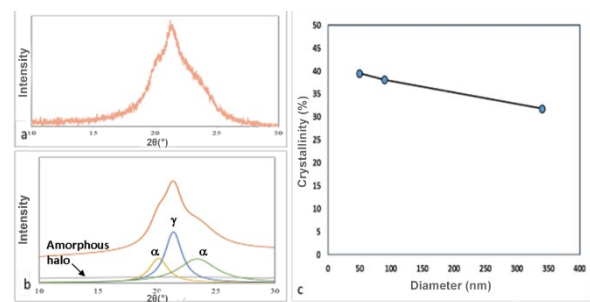 Intensity
a
10 15 20 25 30
2θ(°)
Intensity
Amorphous
halo
α
γ
α
b
10 15 20 25 30
2θ(°)
Crystallinity (%)
50
45
40
35
30
25
20
15
10
5
0
0 50 100 150 200 250 300 350 400
Diameter (nm)
c